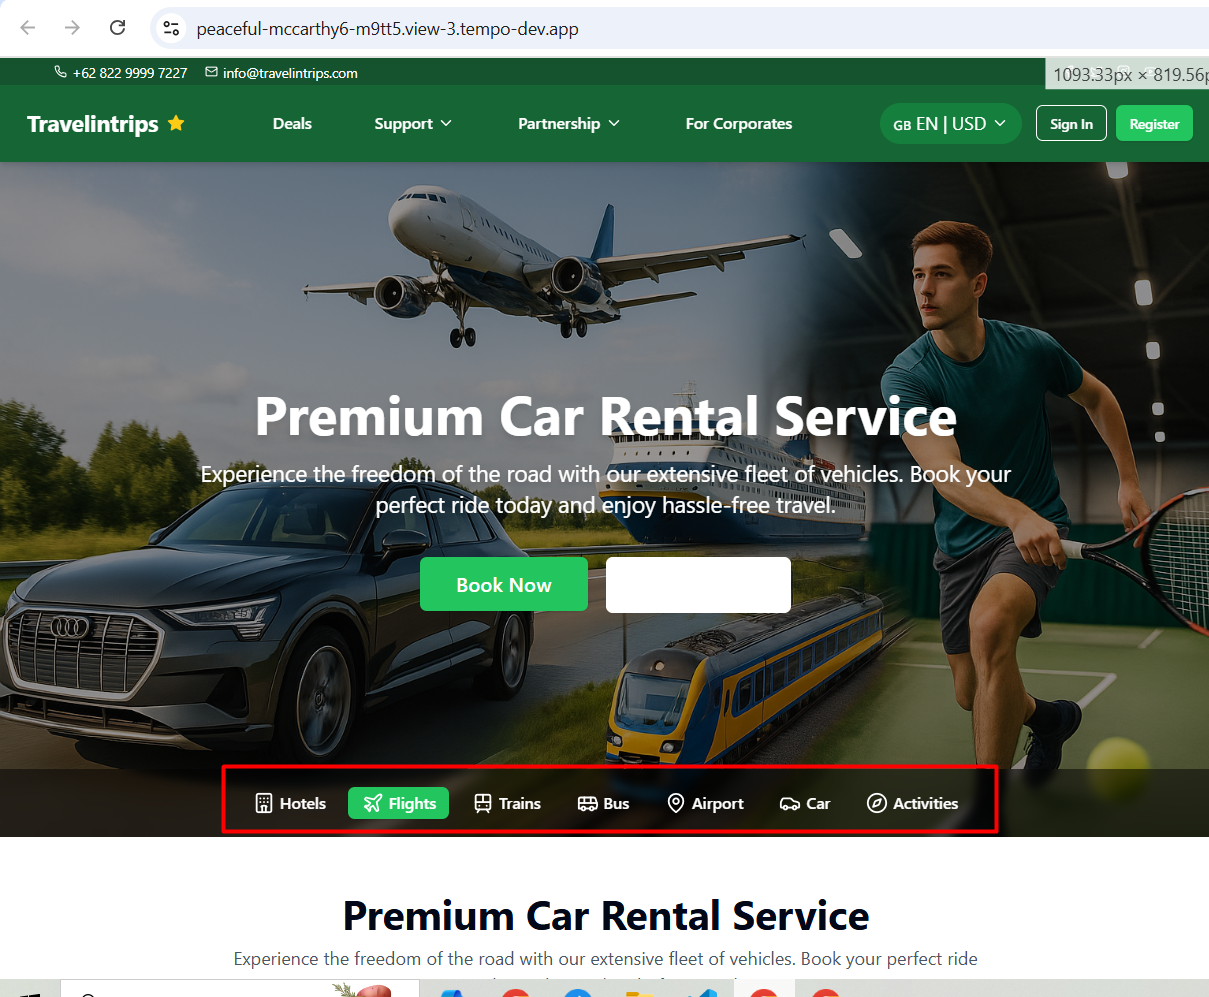 peaceful-mccarthy6-m9tt5.view-3.tempo-dev.app
+62 822 9999 7227 info@travelintrips.com
1093.33px × 819.56p
Travelintrips Deals Support Partnership For Corporates GB EN | USD Sign In Register
Premium Car Rental Service
Experience the freedom of the road with our extensive fleet of vehicles. Book your
perfect ride today and enjoy hassle-free travel.
Book Now
Hotels Flights Trains Bus Airport Car Activities
Premium Car Rental Service
Experience the freedom of the road with our extensive fleet of vehicles. Book your perfect ride